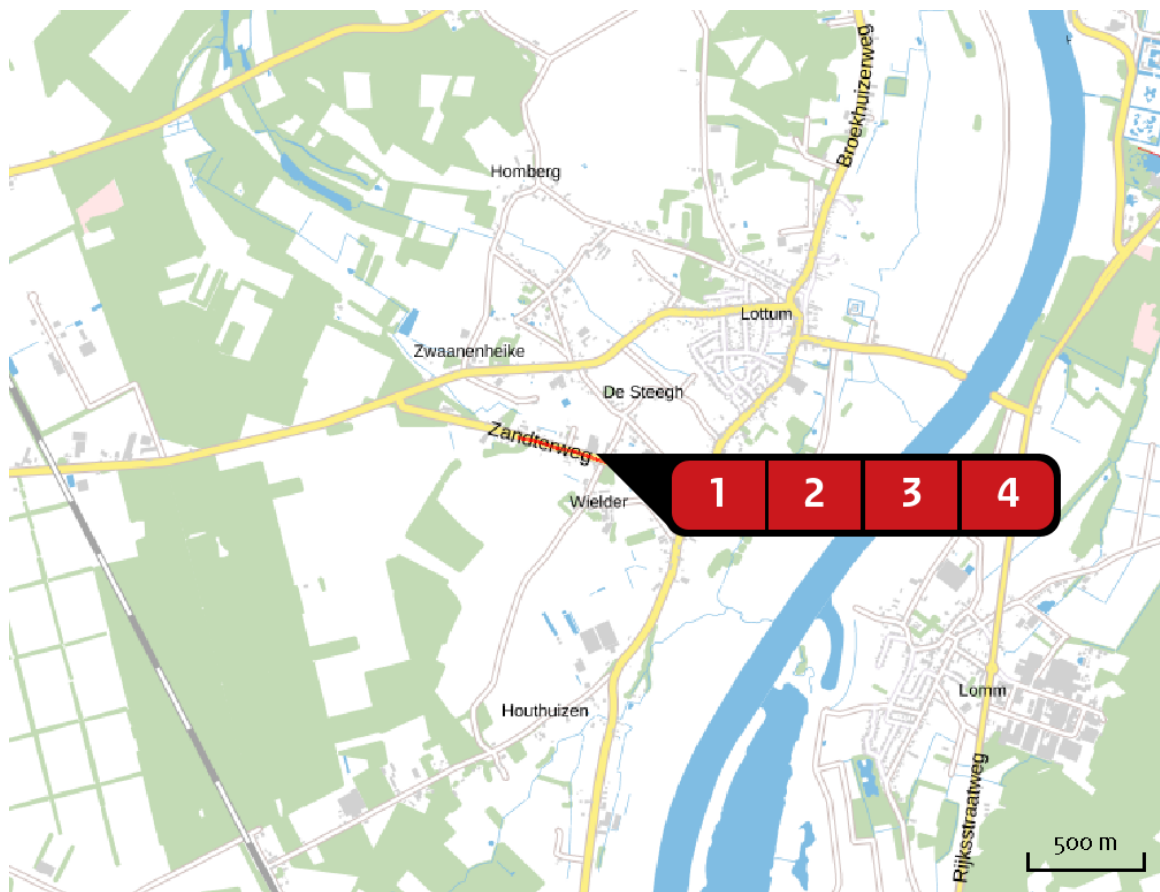 Broekhuizerweg
Homberg
Lottum
Zwaanenheike
De Steegh
Zandterweg
1 2 3 4
Wielder
Lomm
Houthuizen
Rijksstraatweg
500 m